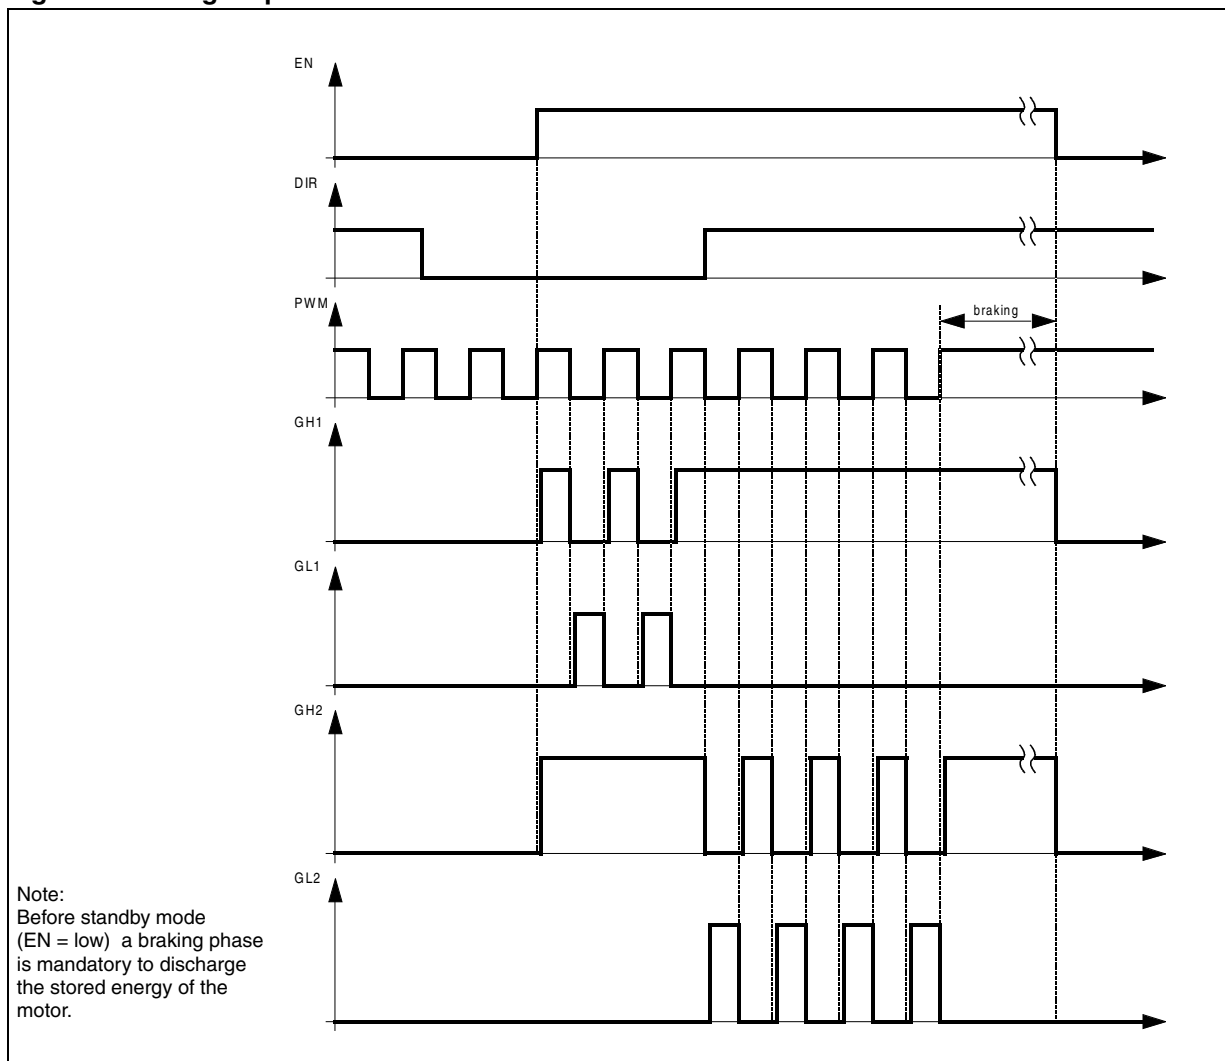 EN
DIR
PWM
braking
GH1
GL1
GH2
GL2
Note:
Before standby mode
(EN = low) a braking phase
is mandatory to discharge
the stored energy of the
motor.